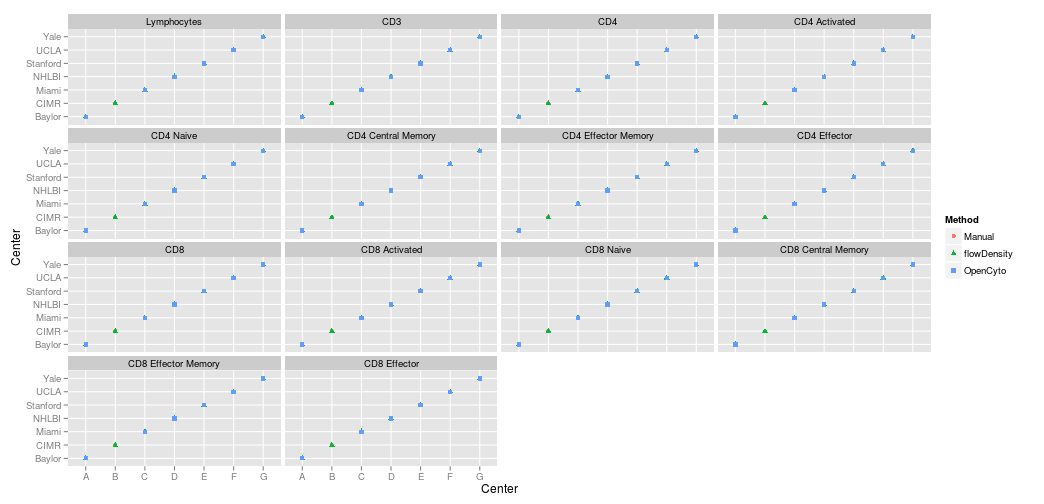 Lymphocytes CD3 CD4 CD4 Activated
Yale
UCLA
Stanford
NHLBI
Miami
CIMR
Baylor
CD4 Naive CD4 Central Memory CD4 Effector Memory CD4 Effector
Yale
UCLA
Stanford
NHLBI
Miami
CIMR
Baylor
CD8 CD8 Activated CD8 Naive CD8 Central Memory
Yale
UCLA
Stanford
NHLBI
Miami
CIMR
Baylor
CD8 Effector Memory CD8 Effector
Yale
UCLA
Stanford
NHLBI
Miami
CIMR
Baylor
A B C D E F G A B C D E F G
Center
Center
Method
Manual
flowDensity
OpenCyto